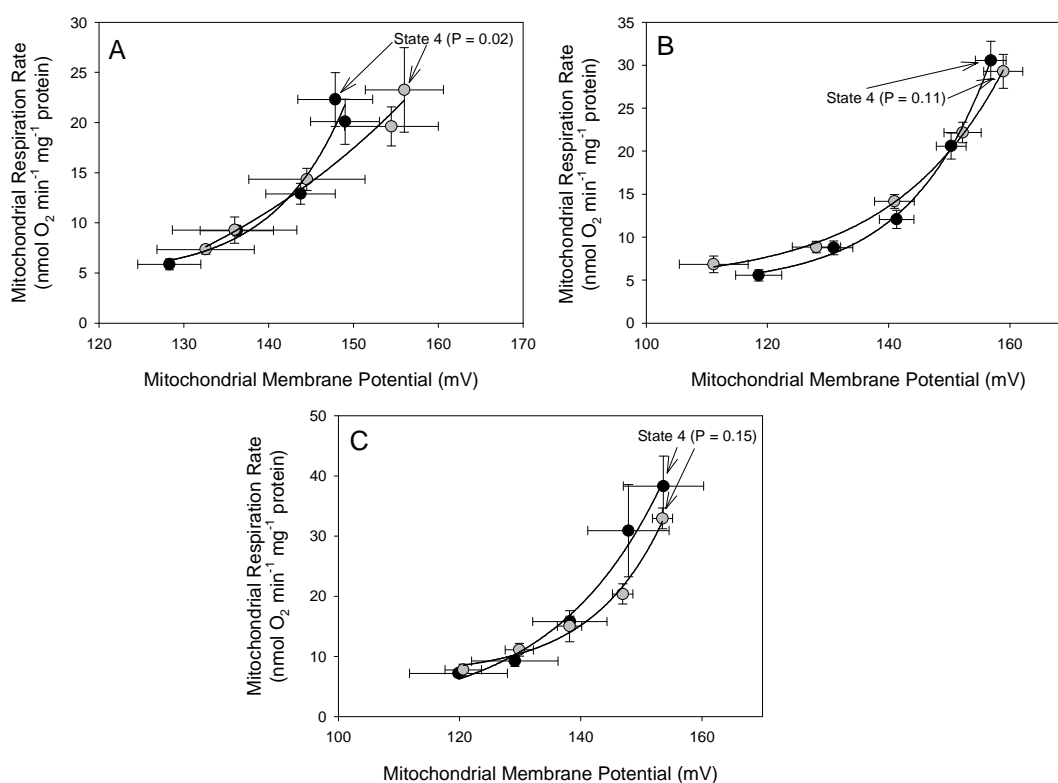 A
State 4 (P = 0.02)
Mitochondrial Respiration Rate
(nmol O₂ min⁻¹ mg⁻¹ protein)
30
25
20
15
10
5
0
120 130 140 150 160 170
Mitochondrial Membrane Potential (mV)
B
State 4 (P = 0.11)
Mitochondrial Respiration Rate
(nmol O₂ min⁻¹ mg⁻¹ protein)
35
30
25
20
15
10
5
0
100 120 140 160
Mitochondrial Membrane Potential (mV)
C
State 4 (P = 0.15)
Mitochondrial Respiration Rate
(nmol O₂ min⁻¹ mg⁻¹ protein)
50
40
30
20
10
0
100 120 140 160
Mitochondrial Membrane Potential (mV)